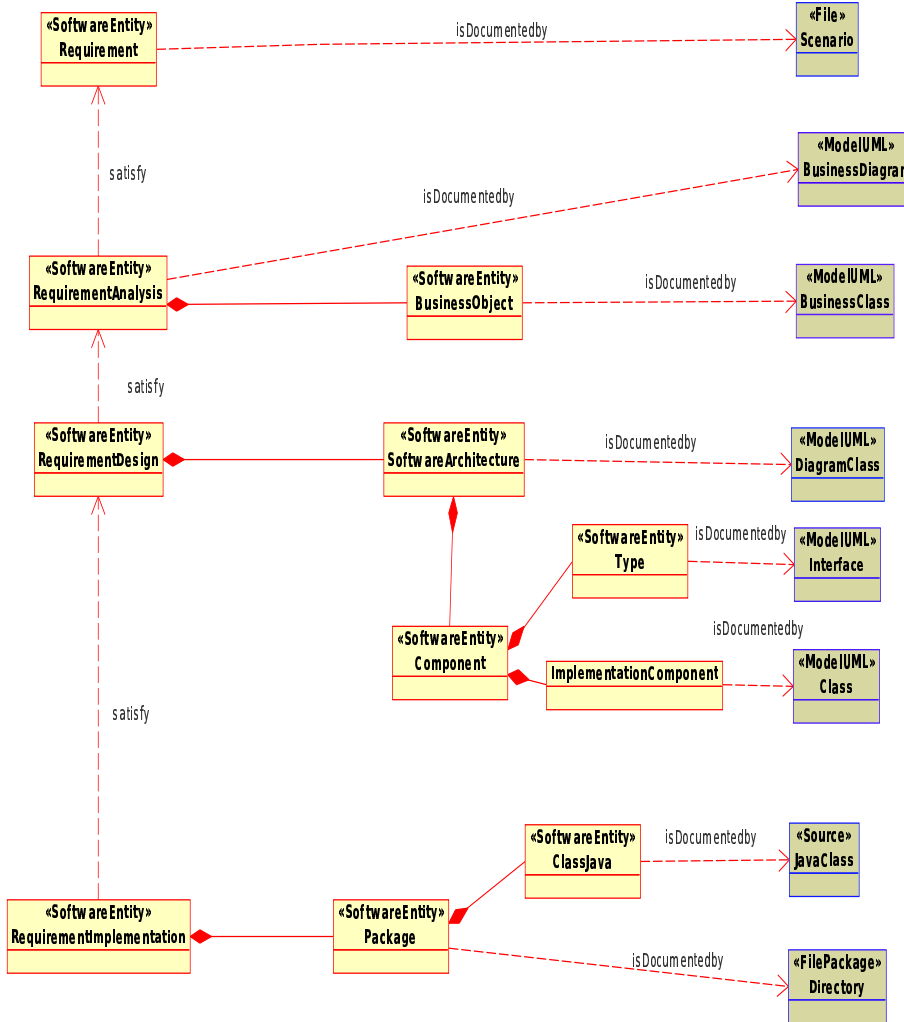 «SoftwareEntity»
Requirement
isDocumentedby
«File»
Scenario
satisfy
«ModelUML»
BusinessDiagram
isDocumentedby
«SoftwareEntity»
RequirementAnalysis
«SoftwareEntity»
BusinessObject
isDocumentedby
«ModelUML»
BusinessClass
satisfy
«SoftwareEntity»
RequirementDesign
«SoftwareEntity»
SoftwareArchitecture
isDocumentedby
«ModelUML»
DiagramClass
«SoftwareEntity»
Type
isDocumentedby
«ModelUML»
Interface
«SoftwareEntity»
Component
ImplementationComponent
isDocumentedby
«ModelUML»
Class
satisfy
«SoftwareEntity»
ClassJava
isDocumentedby
«Source»
JavaClass
«SoftwareEntity»
RequirementImplementation
«SoftwareEntity»
Package
isDocumentedby
«FilePackage»
Directory